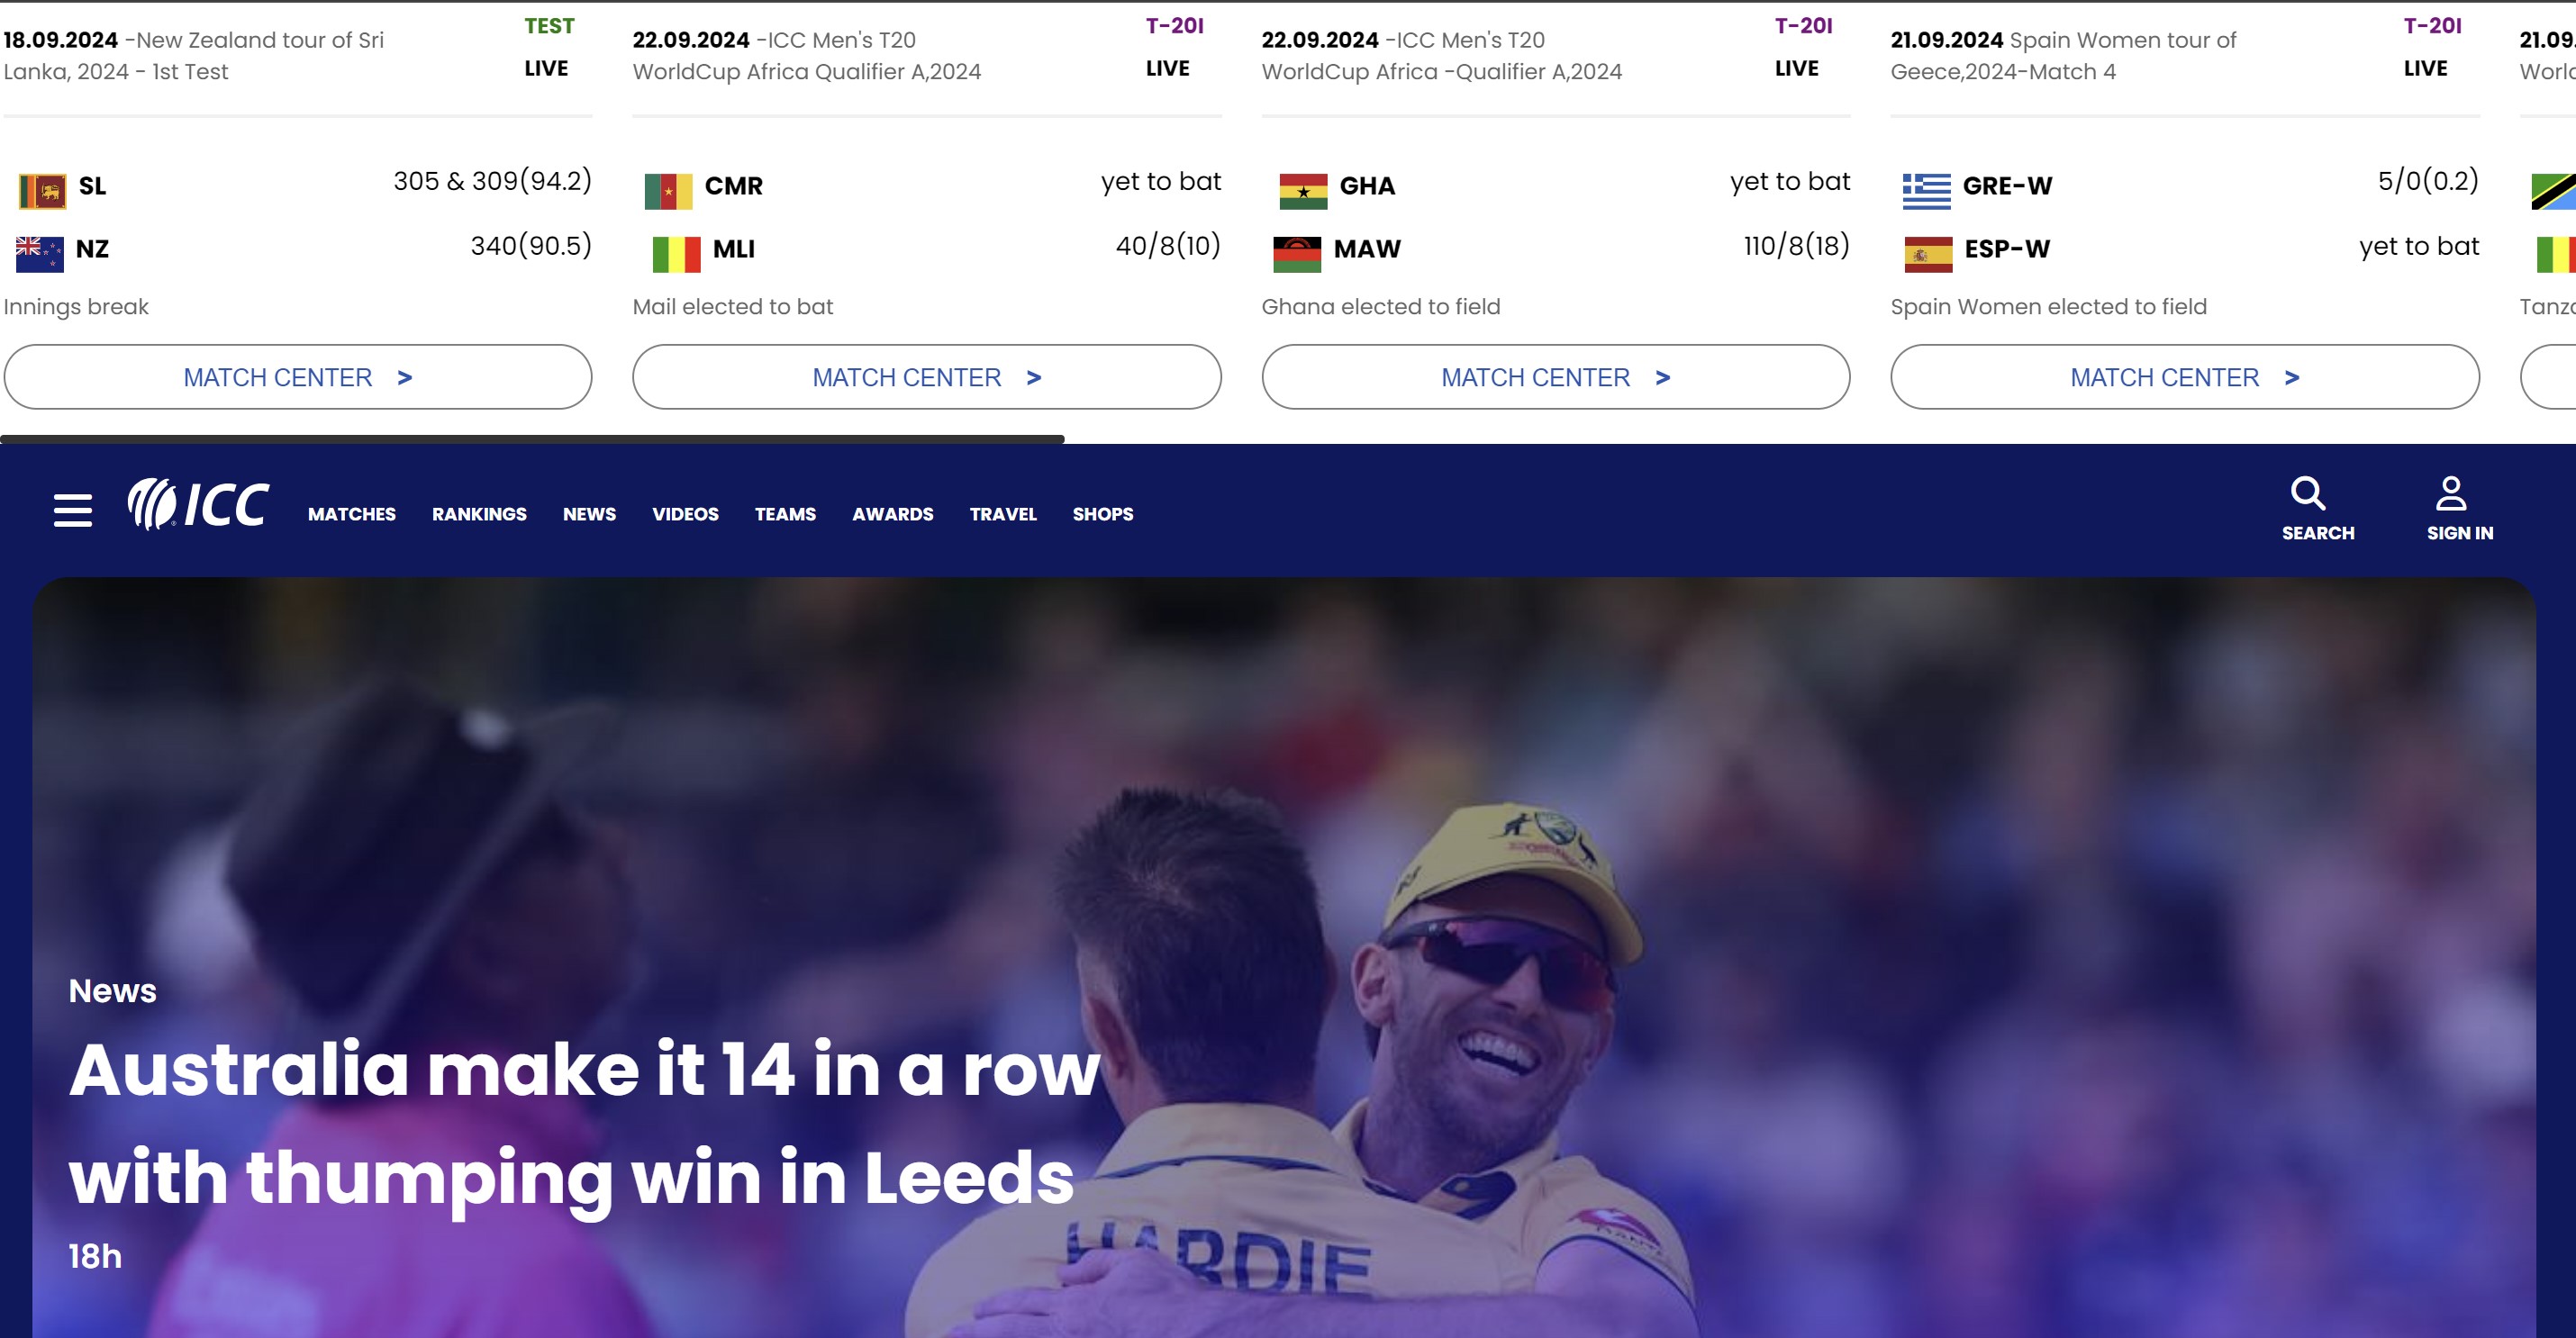 18.09.2024 -New Zealand tour of Sri
Lanka, 2024 - 1st Test
TEST
LIVE
SL 305 & 309(94.2)
NZ 340(90.5)
Innings break
MATCH CENTER >
22.09.2024 -ICC Men's T20
WorldCup Africa Qualifier A,2024
T-20I
LIVE
CMR yet to bat
MLI 40/8(10)
Mail elected to bat
MATCH CENTER >
22.09.2024 -ICC Men's T20
WorldCup Africa -Qualifier A,2024
T-20I
LIVE
GHA yet to bat
MAW 110/8(18)
Ghana elected to field
MATCH CENTER >
21.09.2024 Spain Women tour of
Geece,2024-Match 4
T-20I
LIVE
GRE-W 5/0(0.2)
ESP-W yet to bat
Spain Women elected to field
MATCH CENTER >
21.09.
ICC MATCHES RANKINGS NEWS VIDEOS TEAMS AWARDS TRAVEL SHOPS SEARCH SIGN IN
News
Australia make it 14 in a row
with thumping win in Leeds
18h
HARDIE